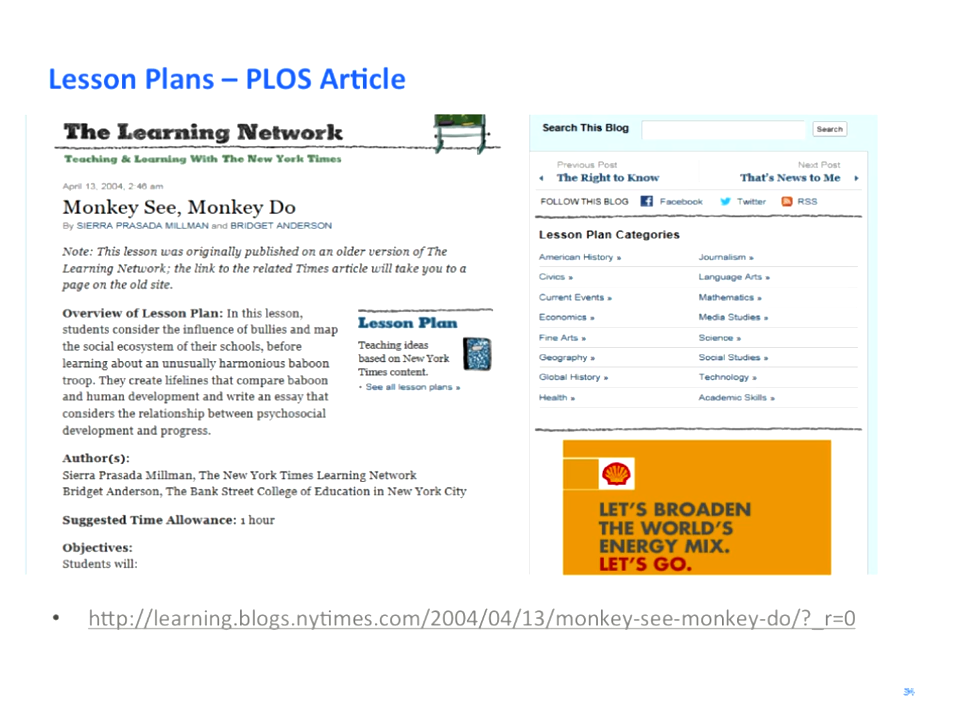 Lesson Plans – PLOS Article
The Learning Network
Teaching & Learning With The New York Times
April 13, 2004, 2:46 am
Monkey See, Monkey Do
By SIERRA PRASADA MILLMAN and BRIDGET ANDERSON
Note: This lesson was originally published on an older version of The
Learning Network; the link to the related Times article will take you to a
page on the old site.
Overview of Lesson Plan: In this lesson,
students consider the influence of bullies and map
the social ecosystem of their schools, before
learning about an unusually harmonious baboon
troop. They create lifelines that compare baboon
and human development and write an essay that
considers the relationship between psychosocial
development and progress.
Lesson Plan
Teaching ideas
based on New York
Times content.
• See all lesson plans »
Author(s):
Sierra Prasada Millman, The New York Times Learning Network
Bridget Anderson, The Bank Street College of Education in New York City
Suggested Time Allowance: 1 hour
Objectives:
Students will:
Search This Blog
Search
Previous Post Next Post
The Right to Know That's News to Me
FOLLOW THIS BLOG Facebook Twitter RSS
Lesson Plan Categories
American History » Journalism »
Civics » Language Arts »
Current Events » Mathematics »
Economics » Media Studies »
Fine Arts » Science »
Geography » Social Studies »
Global History » Technology »
Health » Academic Skills »
LET'S BROADEN
THE WORLD'S
ENERGY MIX.
LET'S GO.
• http://learning.blogs.nytimes.com/2004/04/13/monkey-see-monkey-do/?_r=0